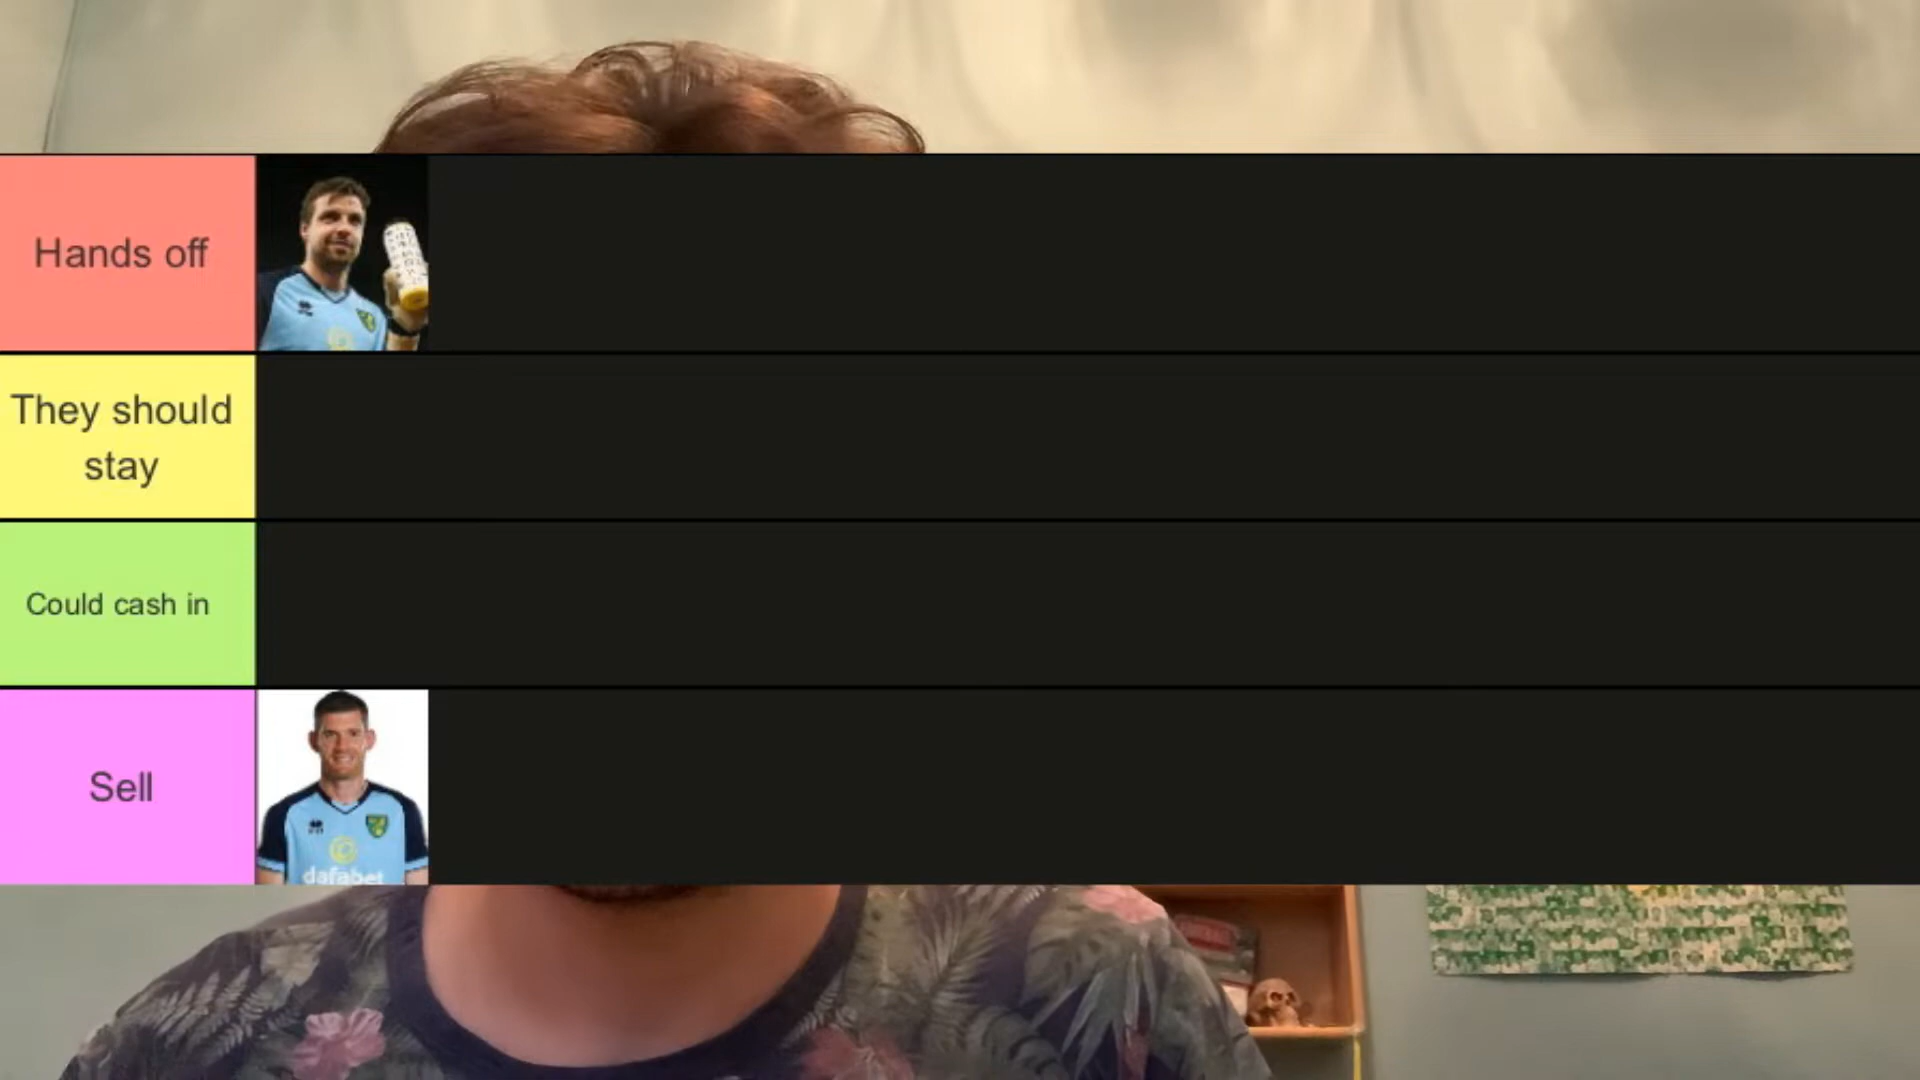 Hands off
They should
stay
Could cash in
Sell
dafabet